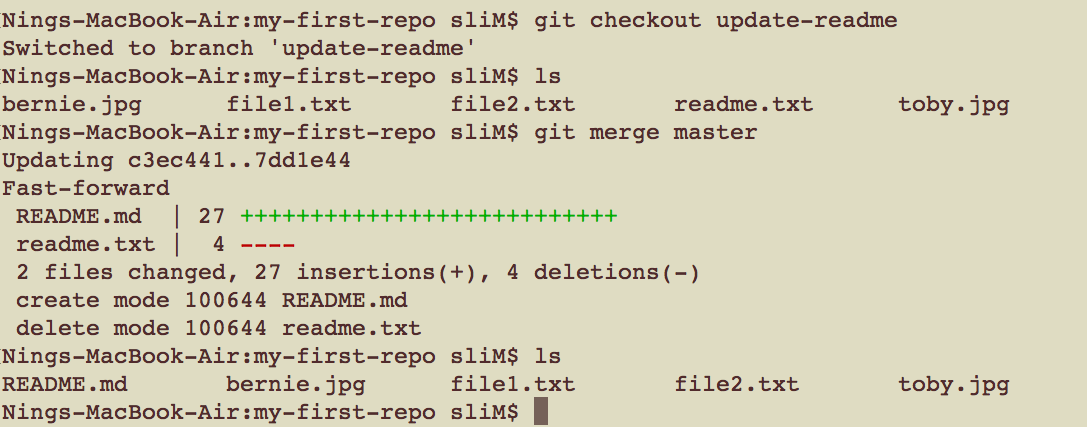 Nings-MacBook-Air:my-first-repo sliM$ git checkout update-readme
Switched to branch 'update-readme'
Nings-MacBook-Air:my-first-repo sliM$ ls
bernie.jpg      file1.txt       file2.txt       readme.txt      toby.jpg
Nings-MacBook-Air:my-first-repo sliM$ git merge master
Updating c3ec441..7dd1e44
Fast-forward
 README.md  | 27 +++++++++++++++++++++++++++
 readme.txt |  4 ----
 2 files changed, 27 insertions(+), 4 deletions(-)
 create mode 100644 README.md
 delete mode 100644 readme.txt
Nings-MacBook-Air:my-first-repo sliM$ ls
README.md       bernie.jpg      file1.txt       file2.txt       toby.jpg
Nings-MacBook-Air:my-first-repo sliM$